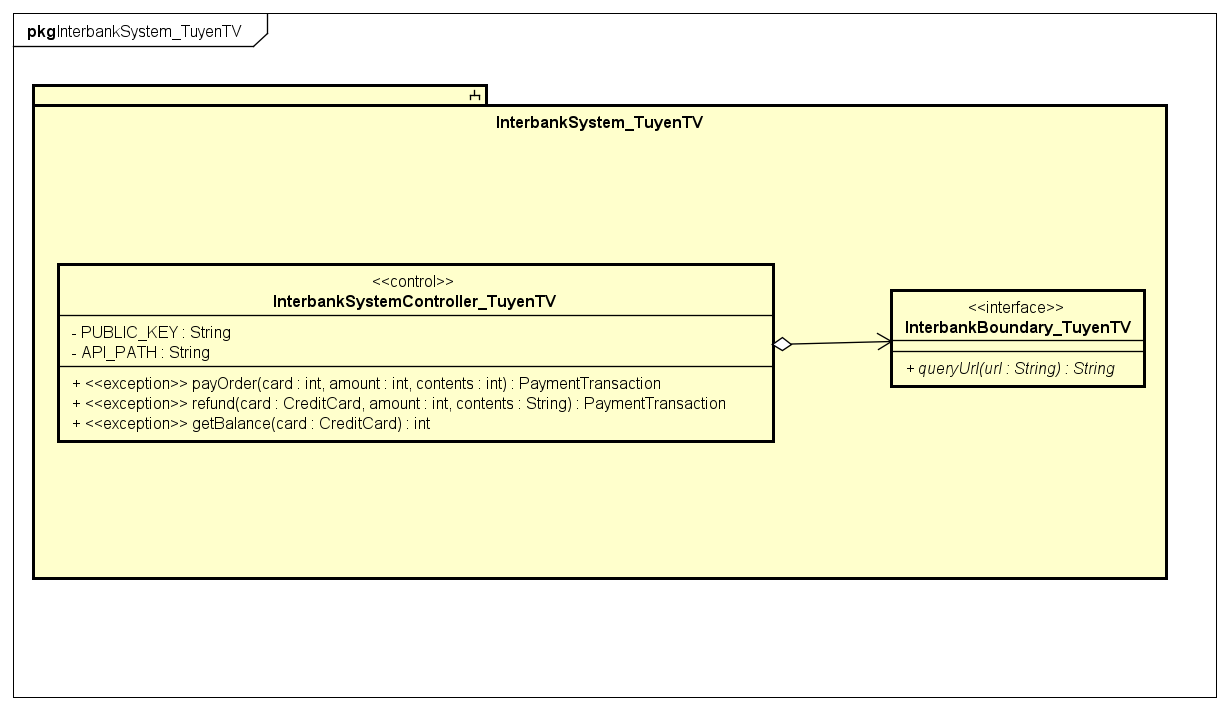 pkgInterbankSystem_TuyenTV
InterbankSystem_TuyenTV
<<control>>
InterbankSystemController_TuyenTV
- PUBLIC_KEY : String
- API_PATH : String
+ <<exception>> payOrder(card : int, amount : int, contents : int) : PaymentTransaction
+ <<exception>> refund(card : CreditCard, amount : int, contents : String) : PaymentTransaction
+ <<exception>> getBalance(card : CreditCard) : int
<<interface>>
InterbankBoundary_TuyenTV
+ queryUrl(url : String) : String